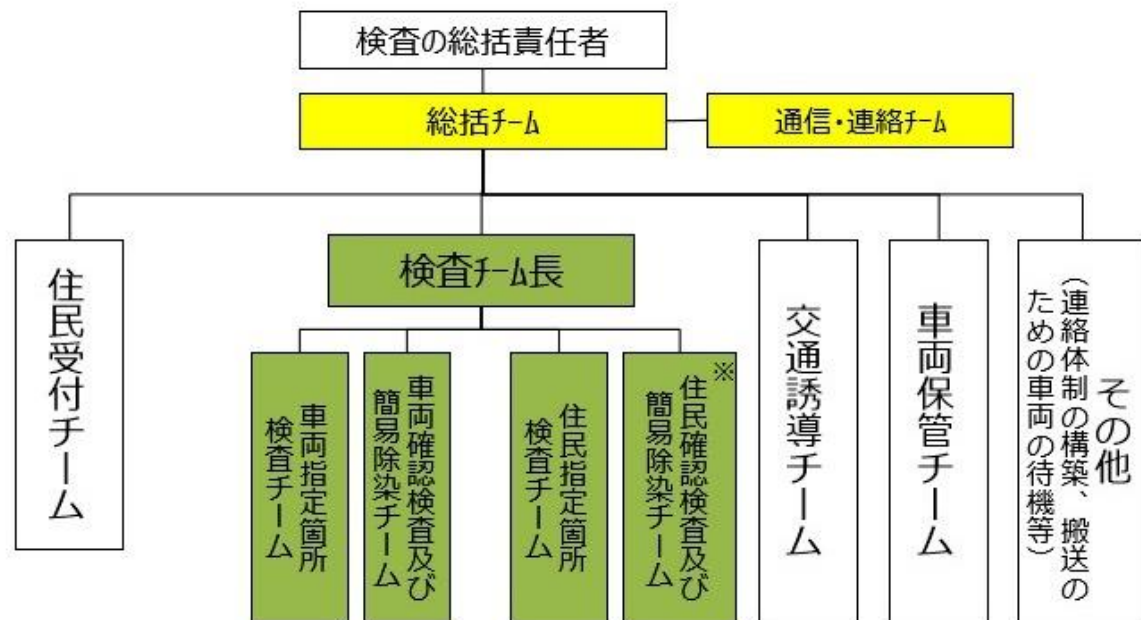 検査の総括責任者
総括ﾁｰﾑ
通信・連絡ﾁｰﾑ
住民受付チーム
検査ﾁｰﾑ長
車両指定箇所
検査チーム
車両確認検査及び
簡易除染チーム
住民指定箇所
検査チーム
住民確認検査及び※
簡易除染チーム
交通誘導チーム
車両保管チーム
その他
（連絡体制の構築、搬送の
ための車両の待機等）